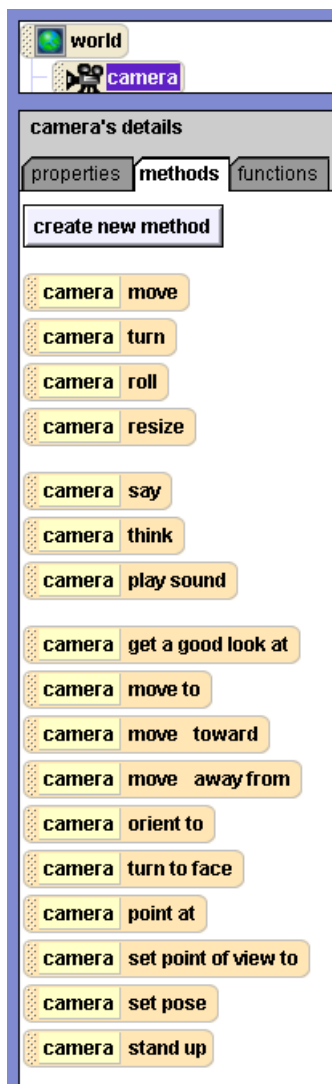 world
camera
camera's details
properties methods functions
create new method
camera move
camera turn
camera roll
camera resize
camera say
camera think
camera play sound
camera get a good look at
camera move to
camera move toward
camera move away from
camera orient to
camera turn to face
camera point at
camera set point of view to
camera set pose
camera stand up